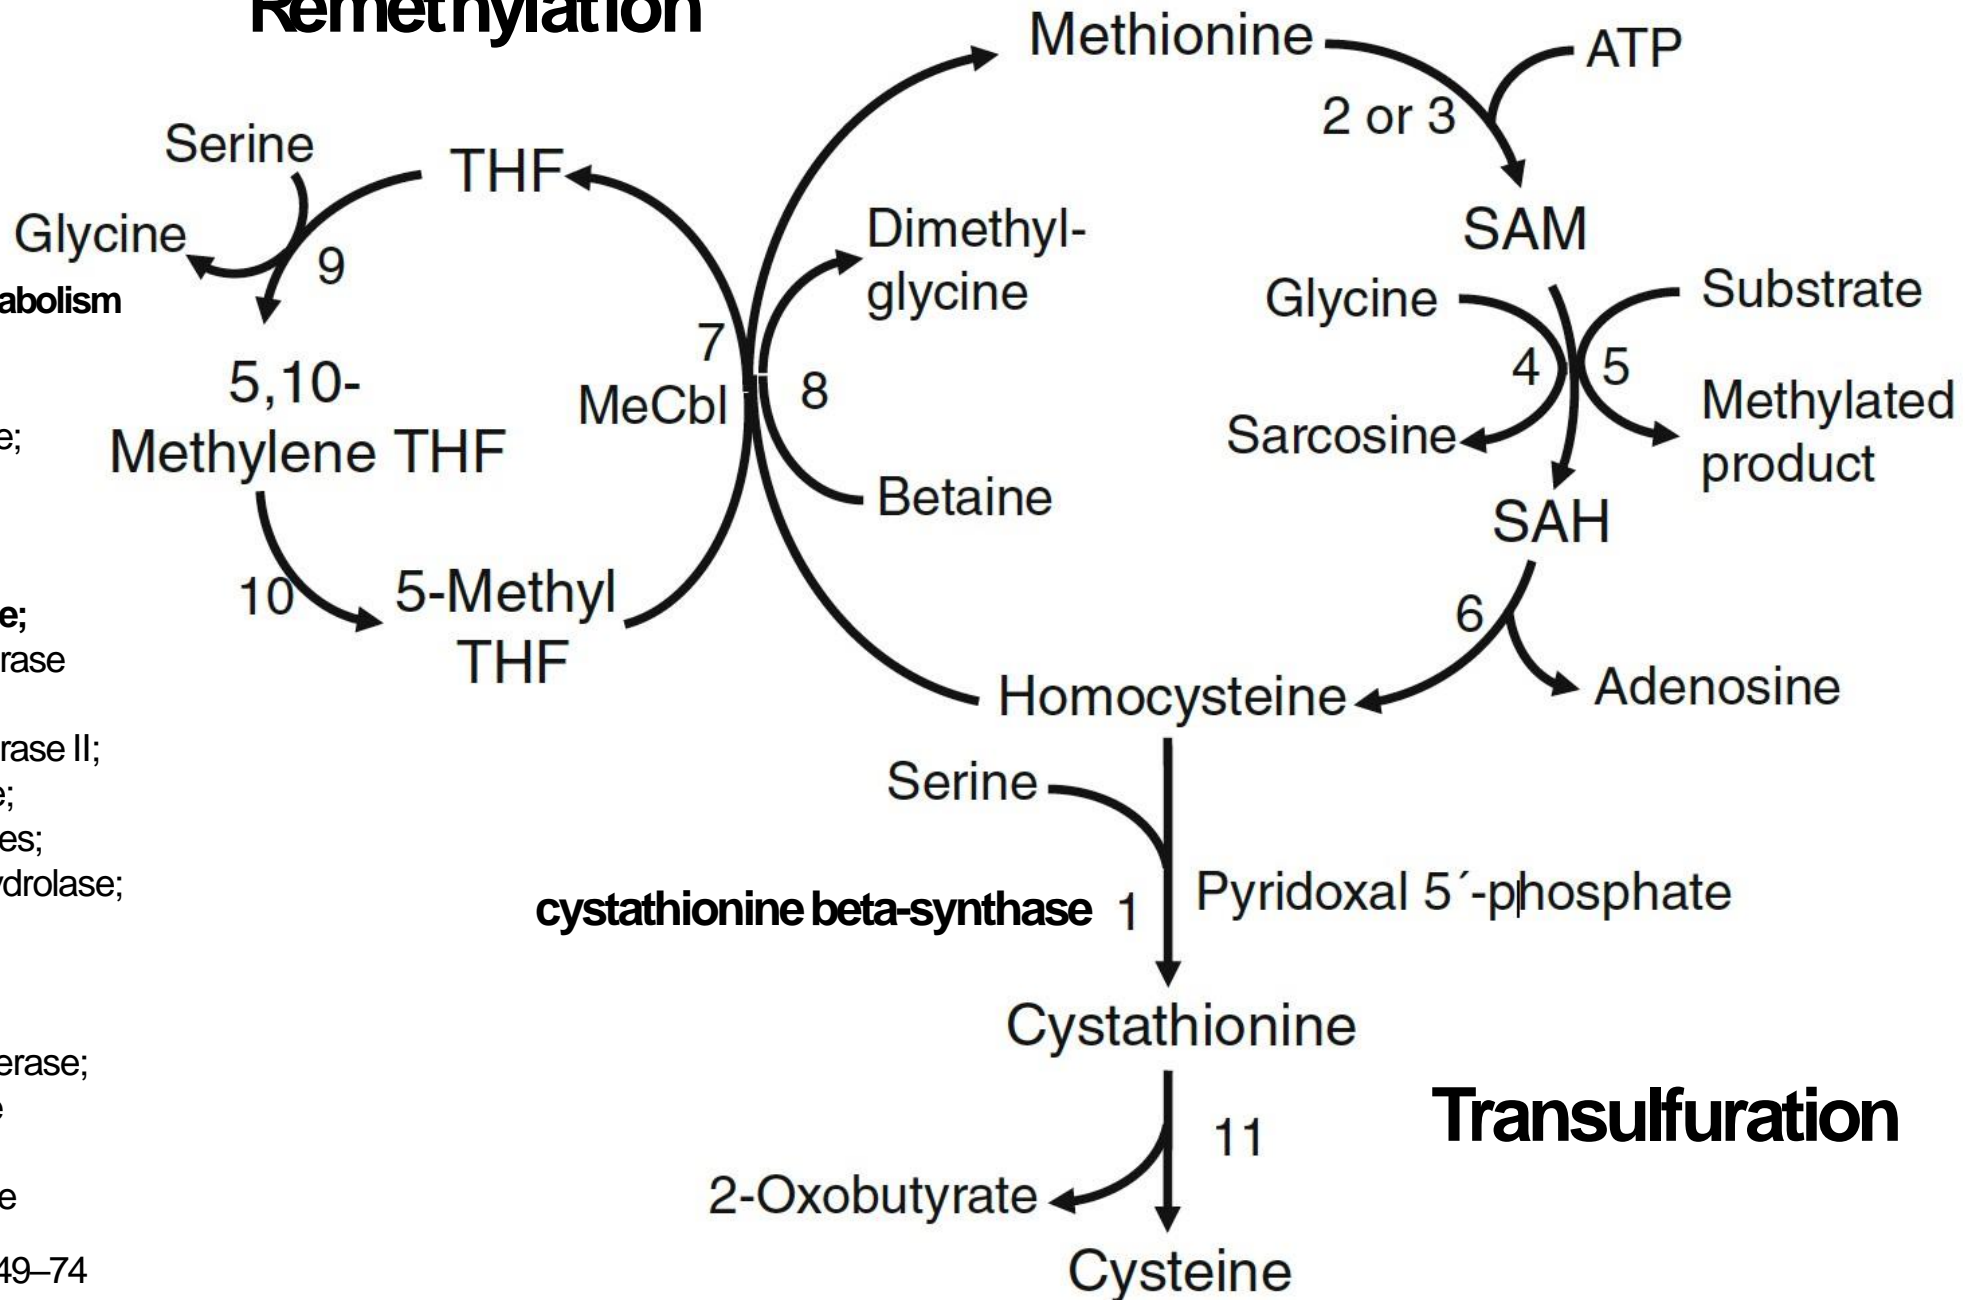 Remethylation
Methionine
ATP
2 or 3
Serine
THF
Glycine
9
SAM
Dimethyl-
glycine
Glycine
Substrate
abolism
7
4
5
5,10-
Methylene THF
MeCbl
8
Sarcosine
Methylated
product
e;
Betaine
SAH
10
5-Methyl
THF
6
e;
rase
Homocysteine
Adenosine
rase II;
Serine
e;
es;
ydrolase;
cystathionine beta-synthase
1
Pyridoxal 5´-phosphate
Cystathionine
erase;
e
11
Transulfuration
2-Oxobutyrate
e
49–74
Cysteine